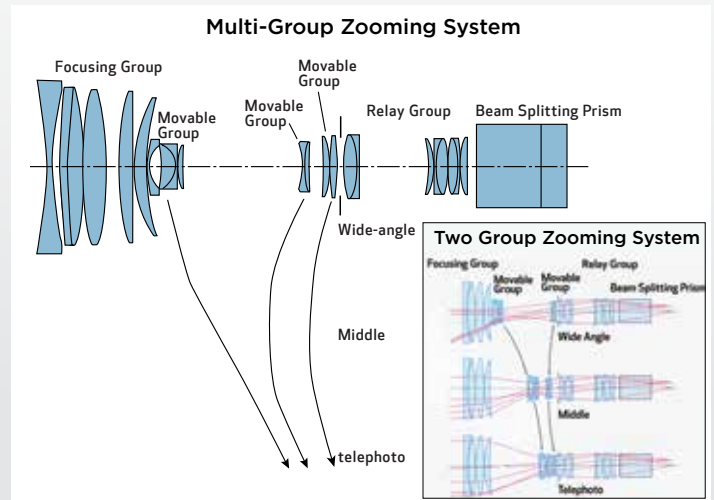 Multi-Group Zooming System
Focusing Group
Movable
Group
Movable
Group
Movable
Group
Relay Group
Beam Splitting Prism
Wide-angle
Middle
telephoto
Two Group Zooming System
Focusing Group
Movable
Group
Movable
Group
Relay Group
Beam Splitting Prism
Wide Angle
Middle
Telephoto